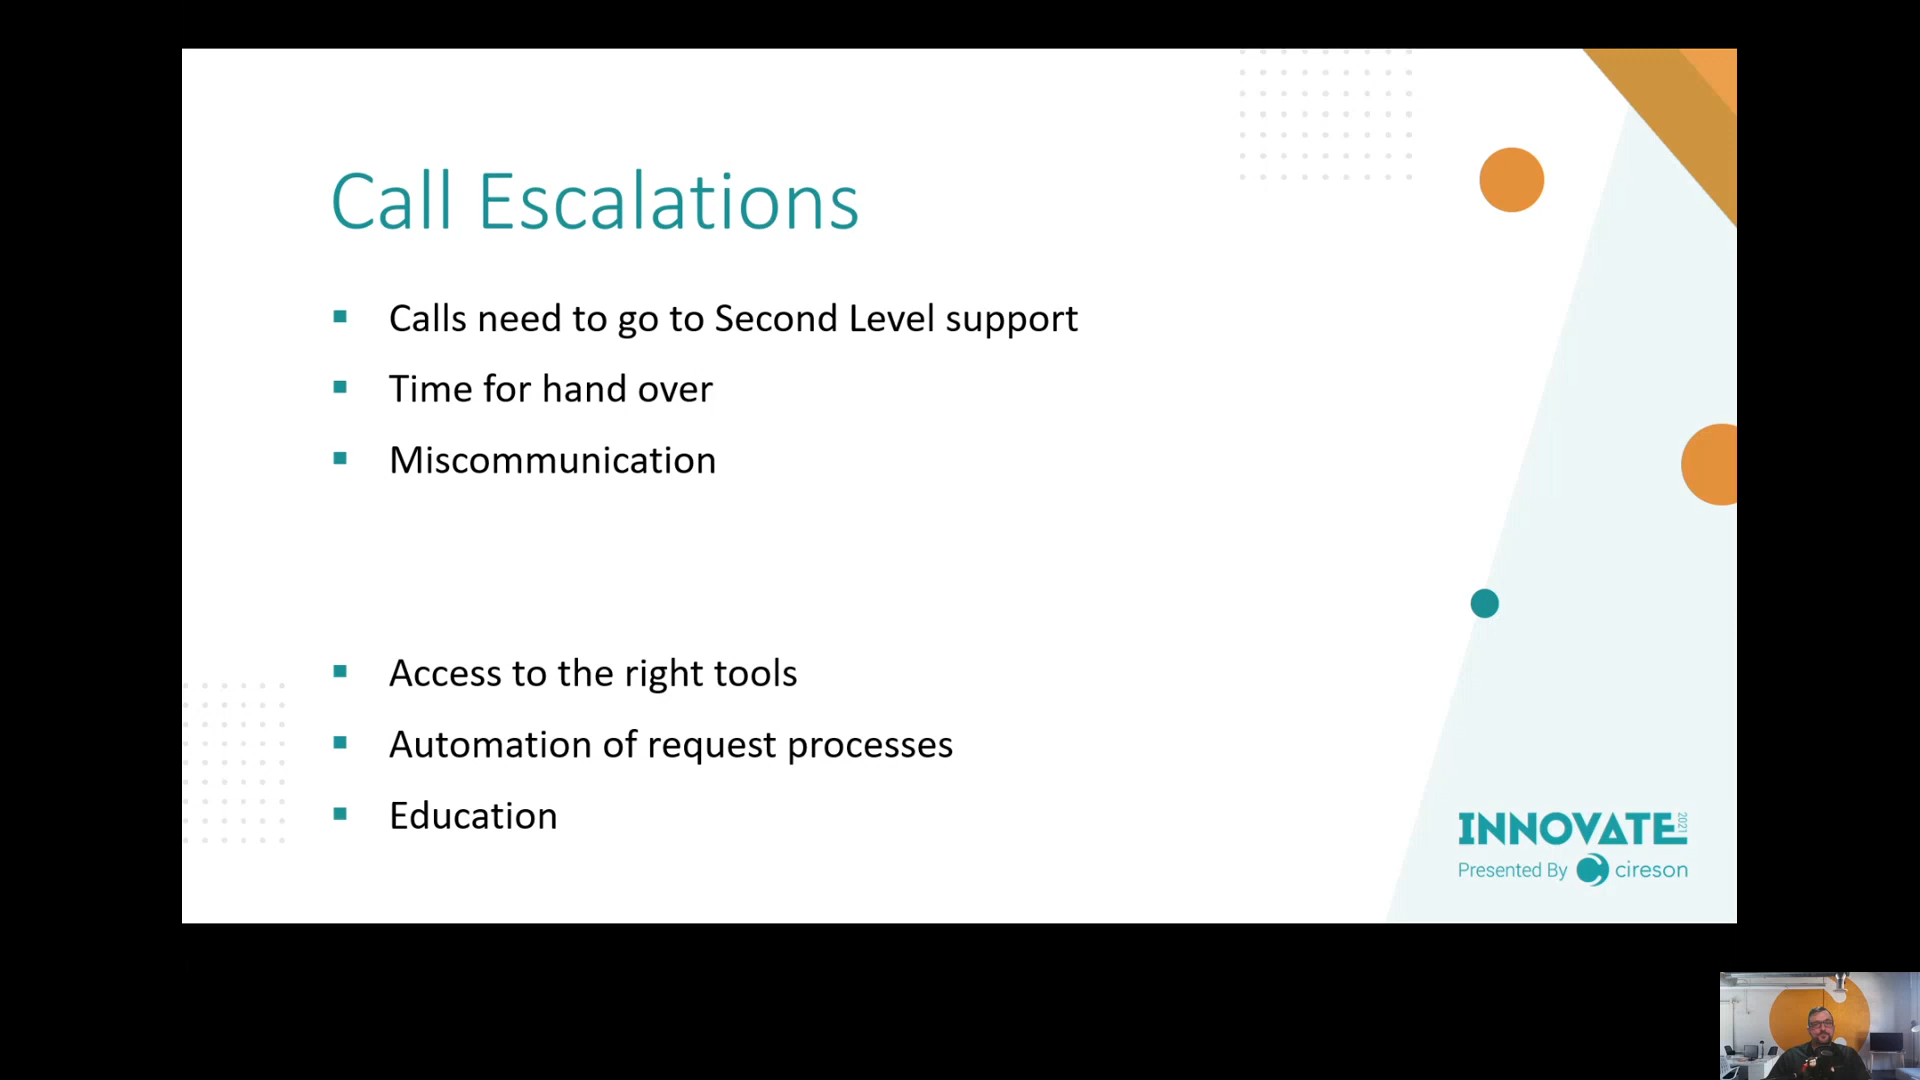 Call Escalations
Calls need to go to Second Level support
Time for hand over
Miscommunication
Access to the right tools
Automation of request processes
Education
INNOVATE 2021
Presented By cireson